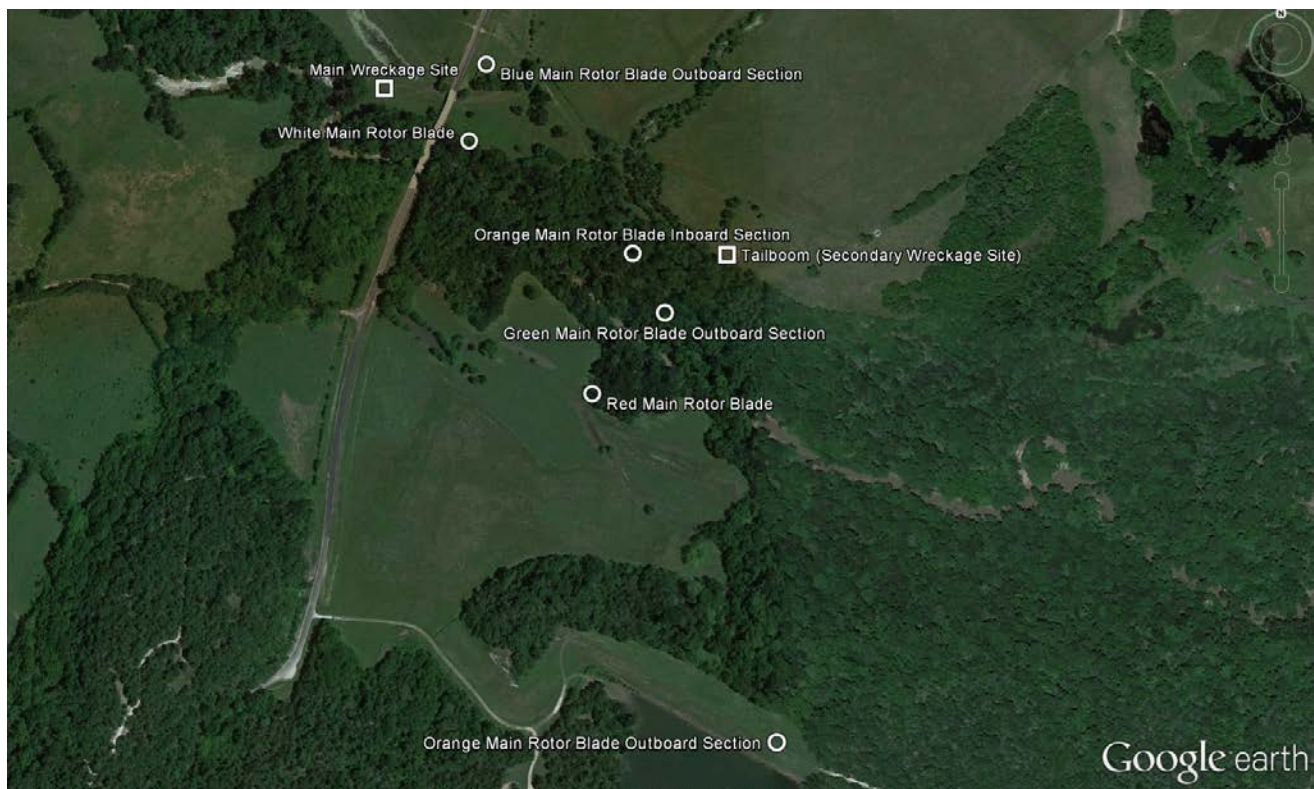 N
Main Wreckage Site
Blue Main Rotor Blade Outboard Section
White Main Rotor Blade
Orange Main Rotor Blade Inboard Section
Tailboom (Secondary Wreckage Site)
Green Main Rotor Blade Outboard Section
Red Main Rotor Blade
Orange Main Rotor Blade Outboard Section
Google earth